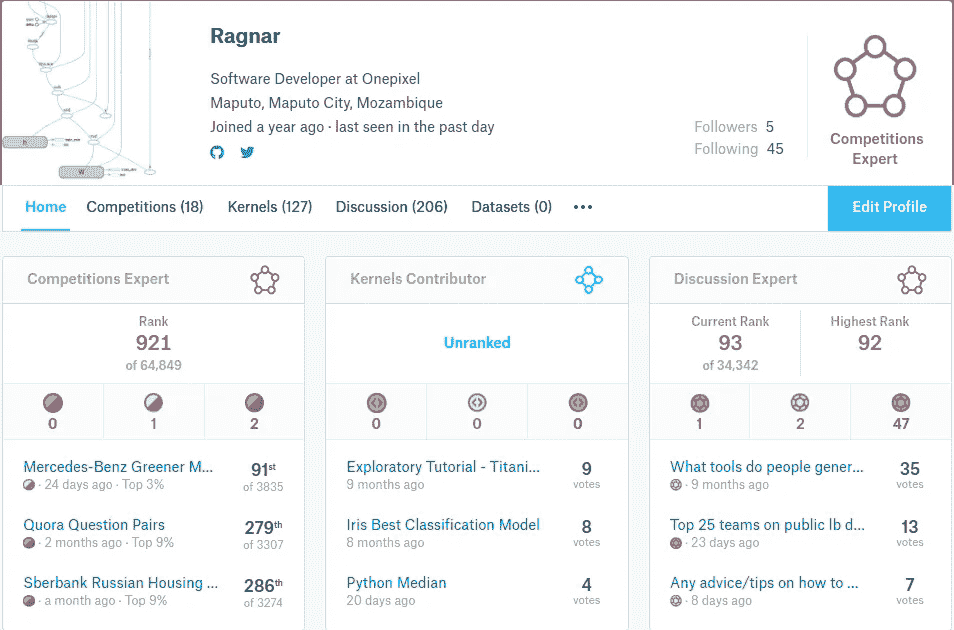 Ragnar
Software Developer at Onepixel
Maputo, Maputo City, Mozambique
Joined a year ago · last seen in the past day
Followers 5
Following 45
Competitions
Expert
Home Competitions (18) Kernels (127) Discussion (206) Datasets (0) ••• Edit Profile
Competitions Expert
Rank
921
of 64,849
0 1 2
Mercedes-Benz Greener M... 91st
· 24 days ago · Top 3% of 3835
Quora Question Pairs 279th
· 2 months ago · Top 9% of 3307
Sberbank Russian Housing ... 286th
· a month ago · Top 9% of 3274
Kernels Contributor
Unranked
0 0 0
Exploratory Tutorial - Titani... 9
9 months ago votes
Iris Best Classification Model 8
8 months ago votes
Python Median 4
20 days ago votes
Discussion Expert
Current Rank Highest Rank
93 92
of 34,342
1 2 47
What tools do people gener... 35
· 9 months ago votes
Top 25 teams on public lb d... 13
· 23 days ago votes
Any advice/tips on how to ... 7
· 8 days ago votes